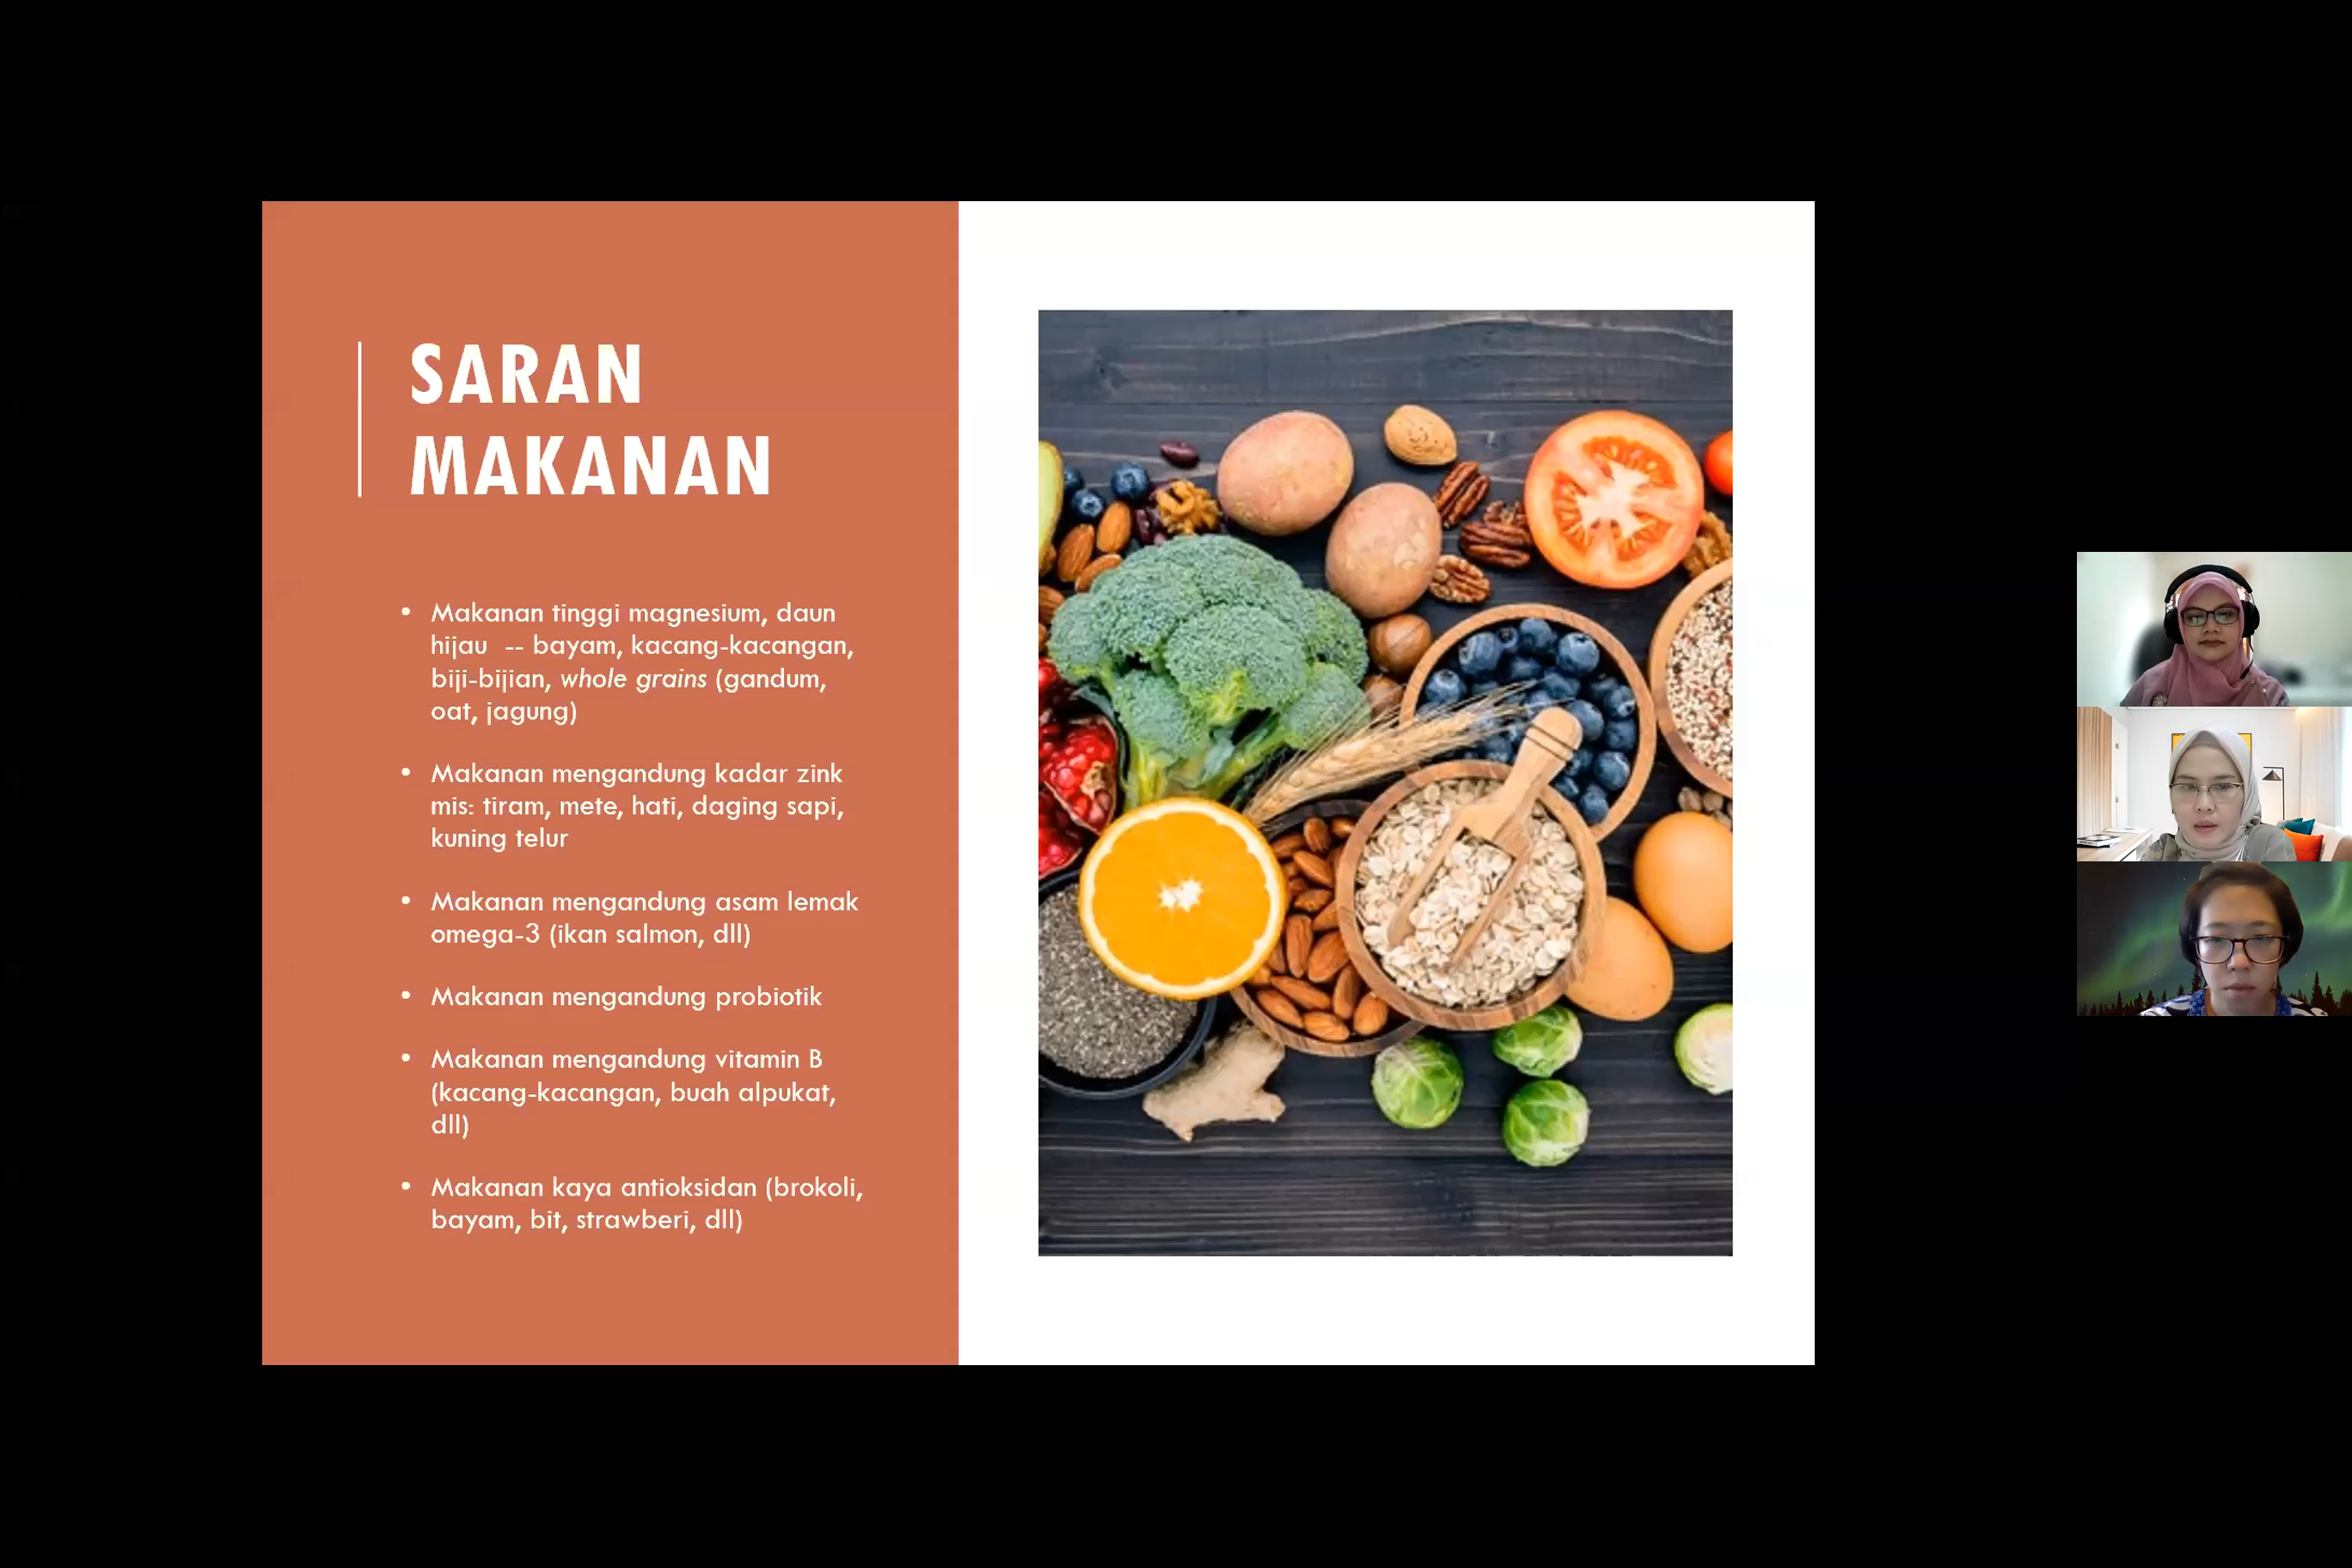 SARAN
MAKANAN
• Makanan tinggi magnesium, daun
hijau -- bayam, kacang-kacangan,
biji-bijian, whole grains (gandum,
oat, jagung)
• Makanan mengandung kadar zink
mis: tiram, mete, hati, daging sapi,
kuning telur
• Makanan mengandung asam lemak
omega-3 (ikan salmon, dll)
• Makanan mengandung probiotik
• Makanan mengandung vitamin B
(kacang-kacangan, buah alpukat,
dll)
• Makanan kaya antioksidan (brokoli,
bayam, bit, strawberi, dll)